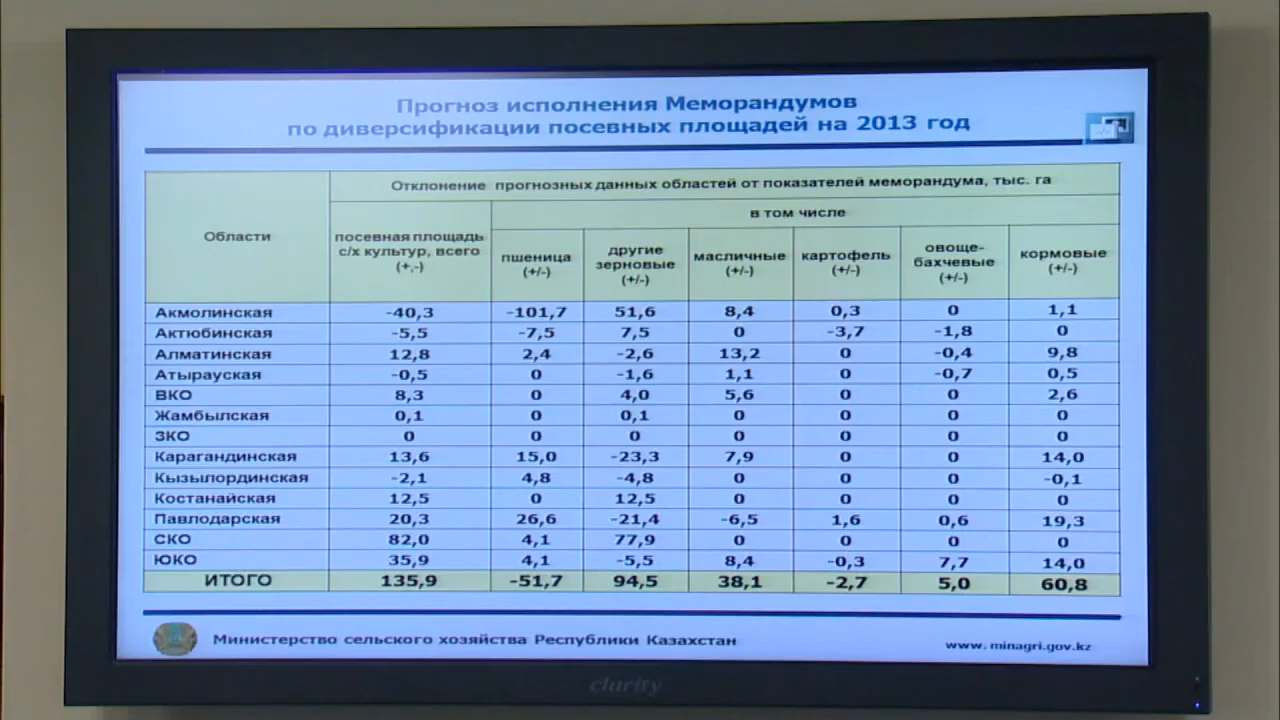 Прогноз исполнения Меморандумов
по диверсификации посевных площадей на 2013 год
Области
Отклонение прогнозных данных областей от показателей меморандума, тыс. га
посевная площадь
с/х культур, всего
(+,-)
в том числе
пшеница
(+/-)
другие
зерновые
(+/-)
масличные
(+/-)
картофель
(+/-)
овоще-
бахчевые
(+/-)
кормовые
(+/-)
Акмолинская -40,3 -101,7 51,6 8,4 0,3 0 1,1
Актюбинская -5,5 -7,5 7,5 0 -3,7 -1,8 0
Алматинская 12,8 2,4 -2,6 13,2 0 -0,4 9,8
Атырауская -0,5 0 -1,6 1,1 0 -0,7 0,5
ВКО 8,3 0 4,0 5,6 0 0 2,6
Жамбылская 0,1 0 0,1 0 0 0 0
ЗКО 0 0 0 0 0 0 0
Карагандинская 13,6 15,0 -23,3 7,9 0 0 14,0
Кызылординская -2,1 4,8 -4,8 0 0 0 -0,1
Костанайская 12,5 0 12,5 0 0 0 0
Павлодарская 20,3 26,6 -21,4 -6,5 1,6 0,6 19,3
СКО 82,0 4,1 77,9 0 0 0 0
ЮКО 35,9 4,1 -5,5 8,4 -0,3 7,7 14,0
ИТОГО 135,9 -51,7 94,5 38,1 -2,7 5,0 60,8
Министерство сельского хозяйства Республики Казахстан
www. minagri.gov.kz
clarity